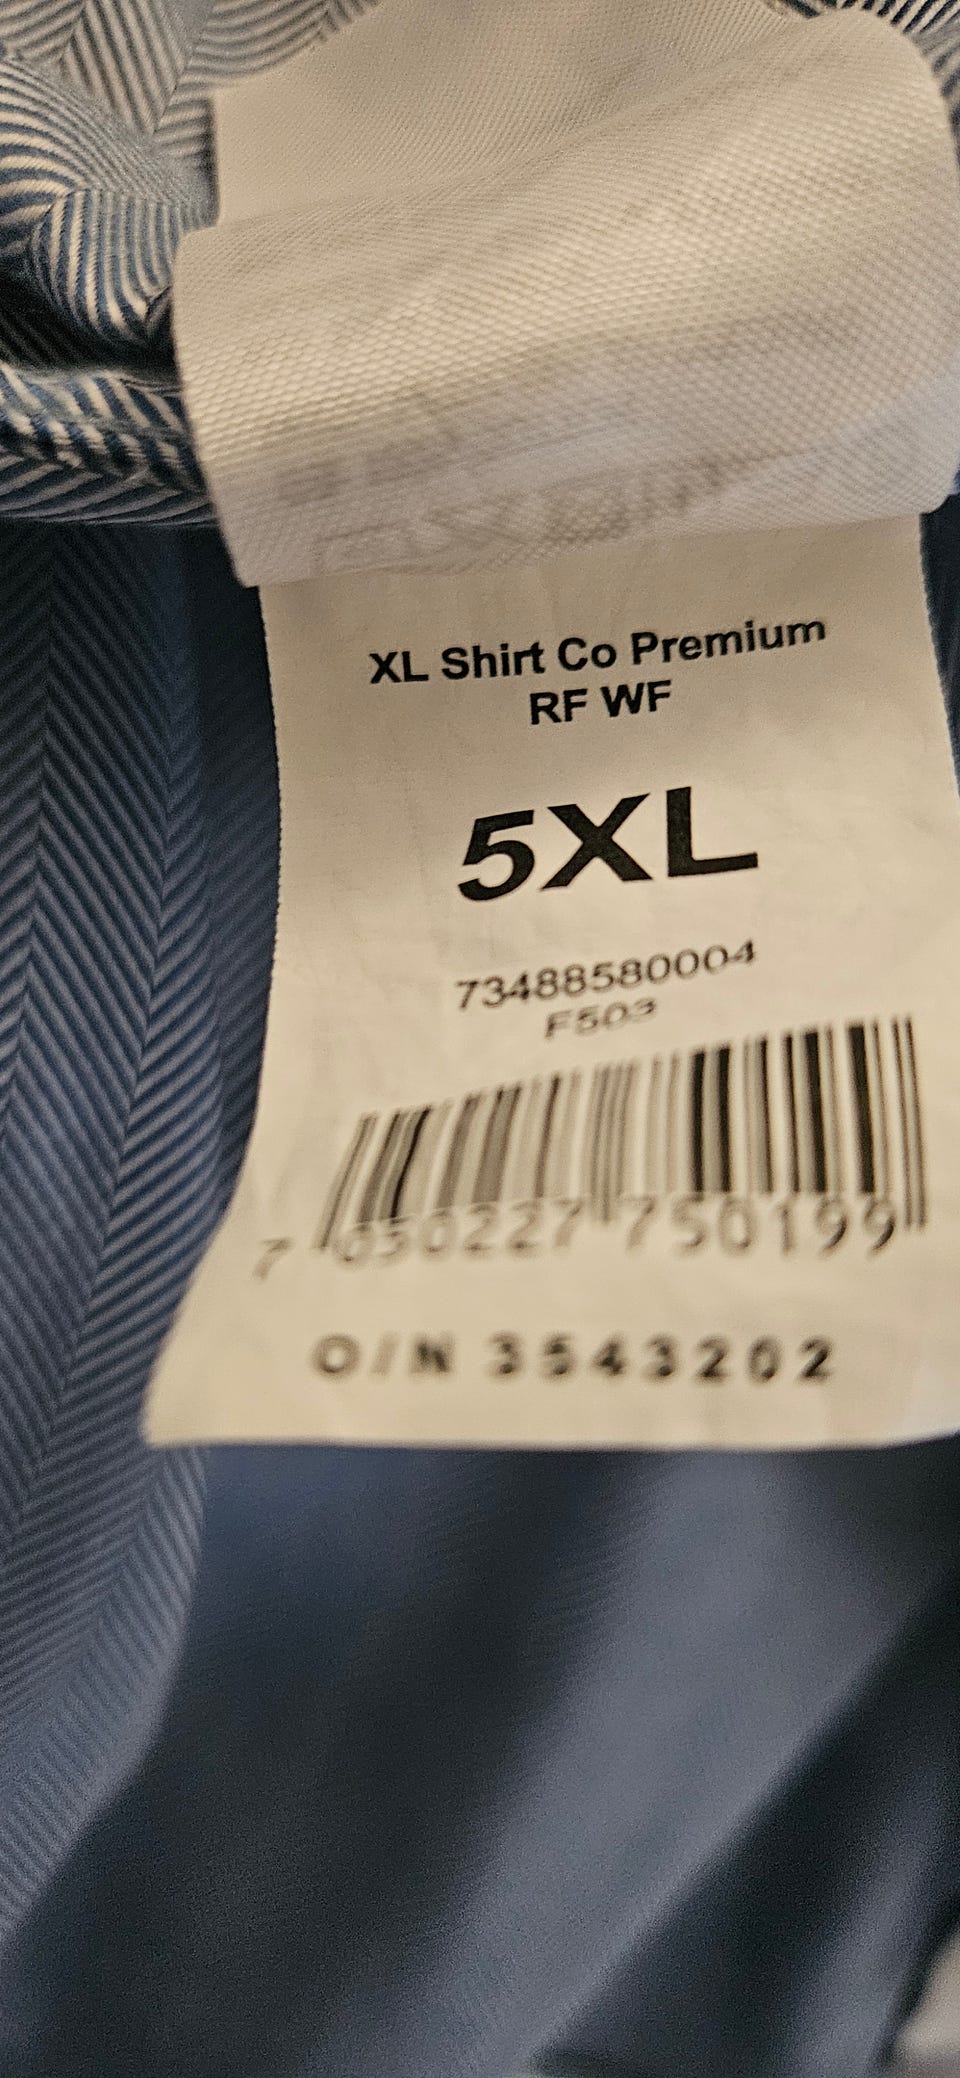 XL Shirt Co Premium
RF WF
5XL
73488580004
F503
7 050227 750199
O/N 3543202